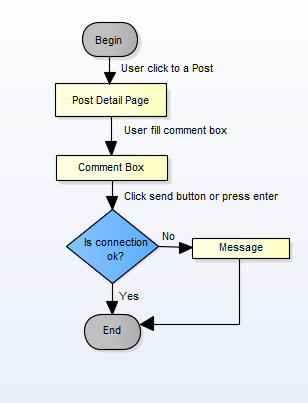 Begin
User click to a Post
Post Detail Page
User fill comment box
Comment Box
Click send button or press enter
Is connection
ok?
No
Message
Yes
End